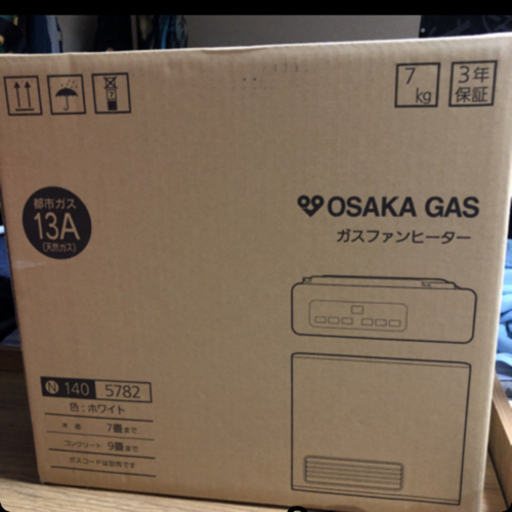 7
kg
3年
保証
都市ガス
13A
(天然ガス)
OSAKA GAS
ガスファンヒーター
N 140 5782
色:ホワイト
木造 7畳まで
コンクリート 9畳まで
ガスコードは別売です